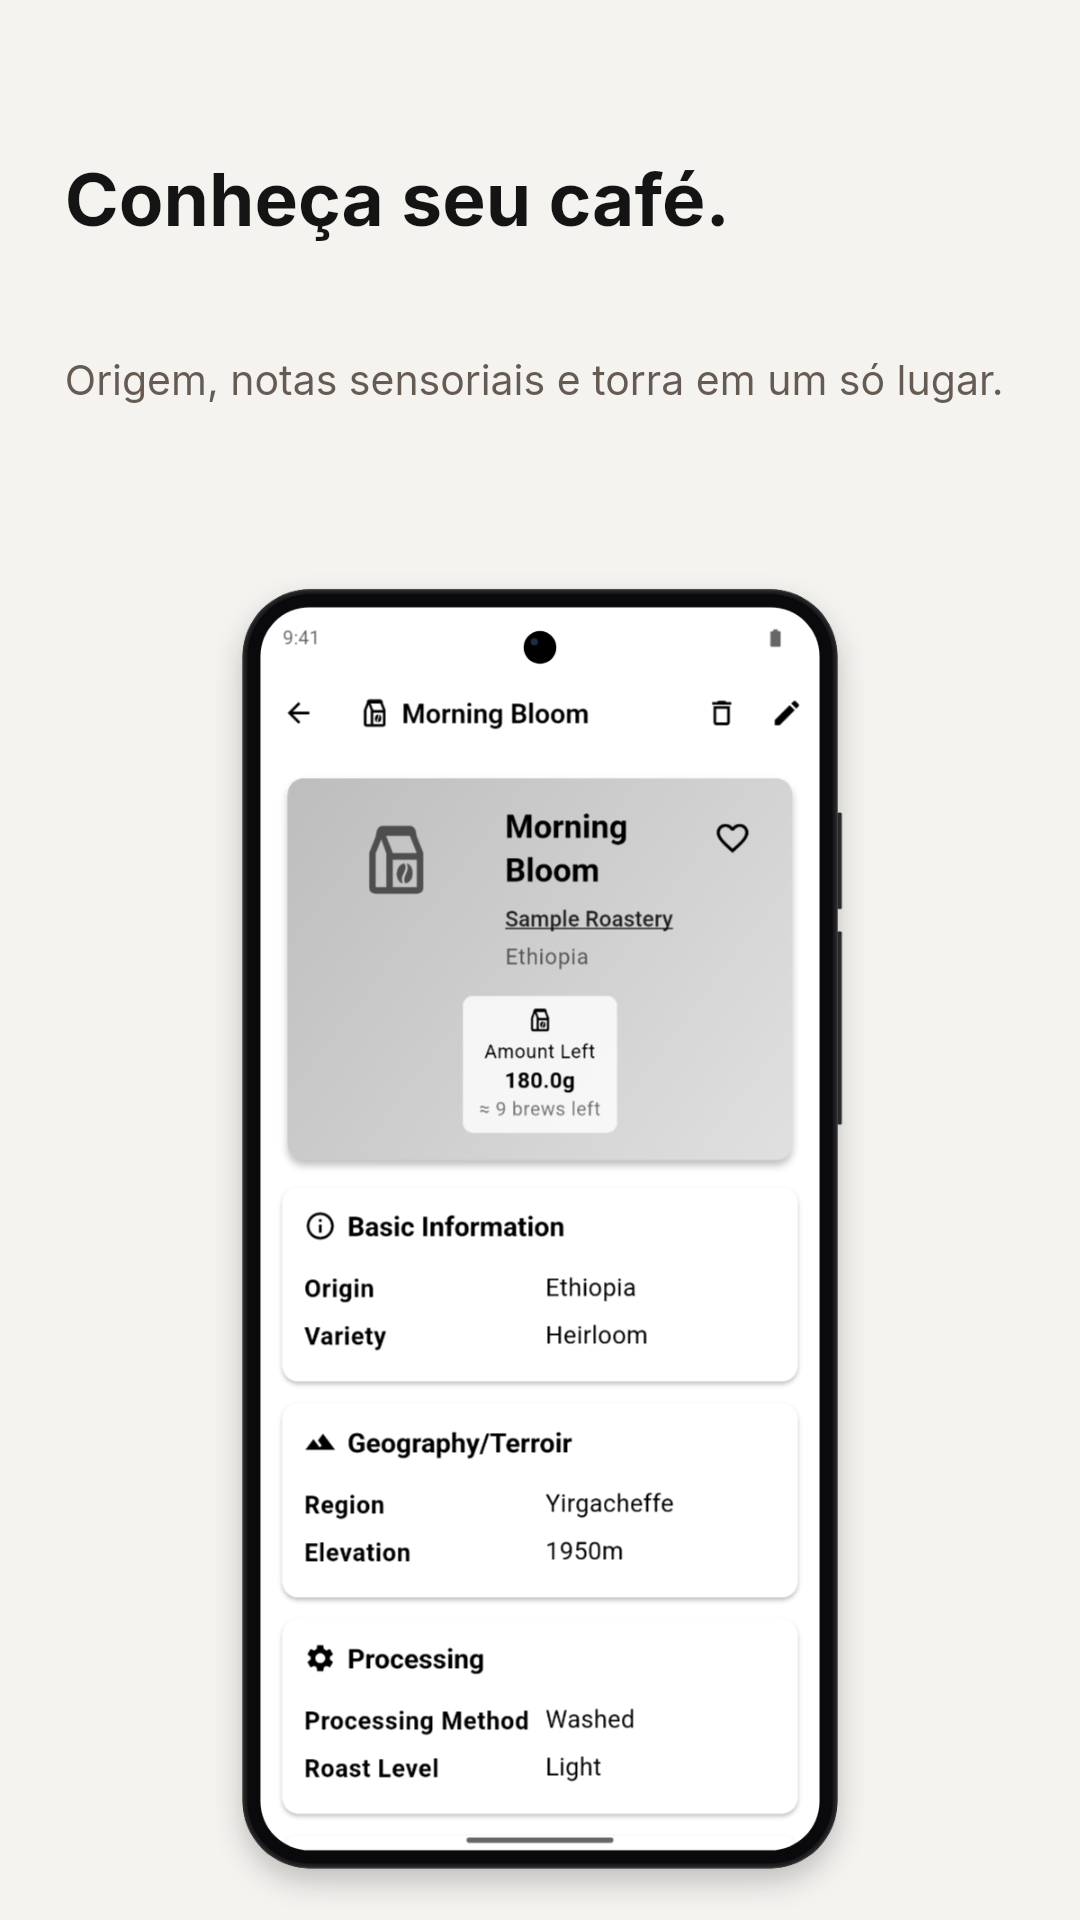 Conheça seu café.
Origem, notas sensoriais e torra em um só lugar.
9:41
Morning Bloom
Morning
Bloom
Sample Roastery
Ethiopia
Amount Left
180.0g
≈ 9 brews left
Basic Information
Origin Ethiopia
Variety Heirloom
Geography/Terroir
Region Yirgacheffe
Elevation 1950m
Processing
Processing Method Washed
Roast Level Light